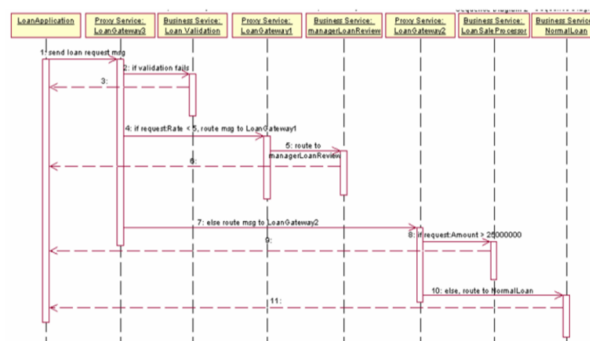 LoanApplication
Proxy Service:
LoanGateway3
Business Sevice:
Loan Validation
Proxy Service:
LoanGateway1
Business Service:
managerLoanReview
Proxy Service:
LoanGateway2
Business Service:
LoanSaleProcessor
Business Service
NormalLoan
1: send loan request msg
2: if validation fails
3:
4: if request:Rate < 5, route msg to LoanGateway1
5: route to
managerLoanReview
6:
7: else route msg to LoanGateway2
8: if request:Amount > 25000000
9:
10: else, route to NormalLoan
11: